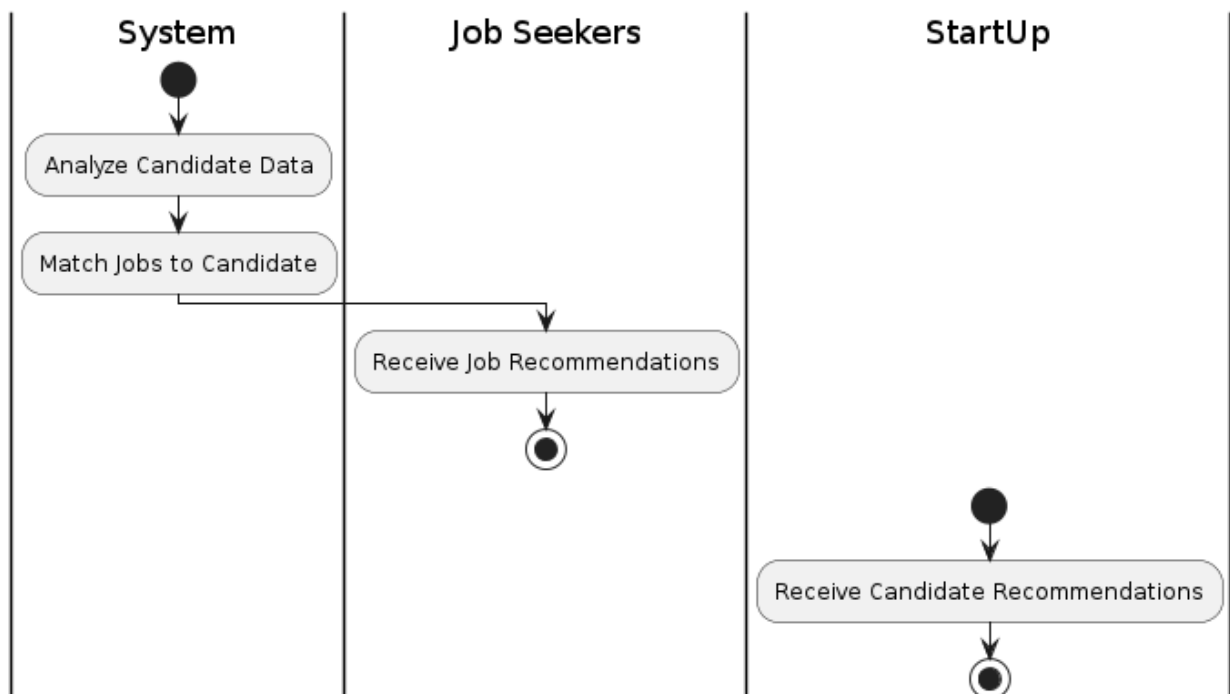 System
Job Seekers
StartUp
Analyze Candidate Data
Match Jobs to Candidate
Receive Job Recommendations
Receive Candidate Recommendations